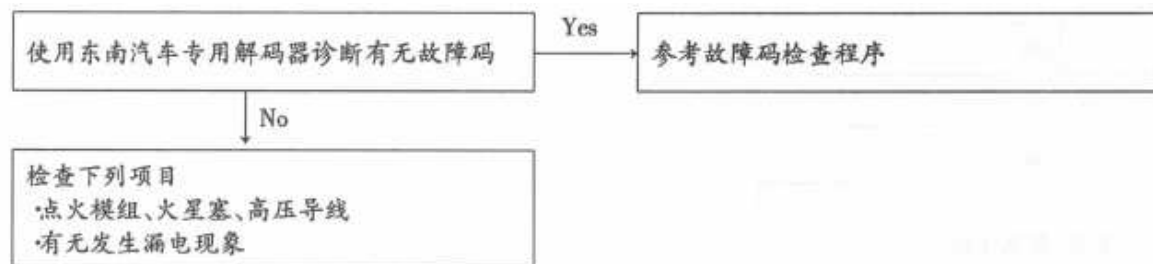 使用东南汽车专用解码器诊断有无故障码
Yes
参考故障码检查程序
No
检查下列项目
·点火模组、火星塞、高压导线
·有无发生漏电现象